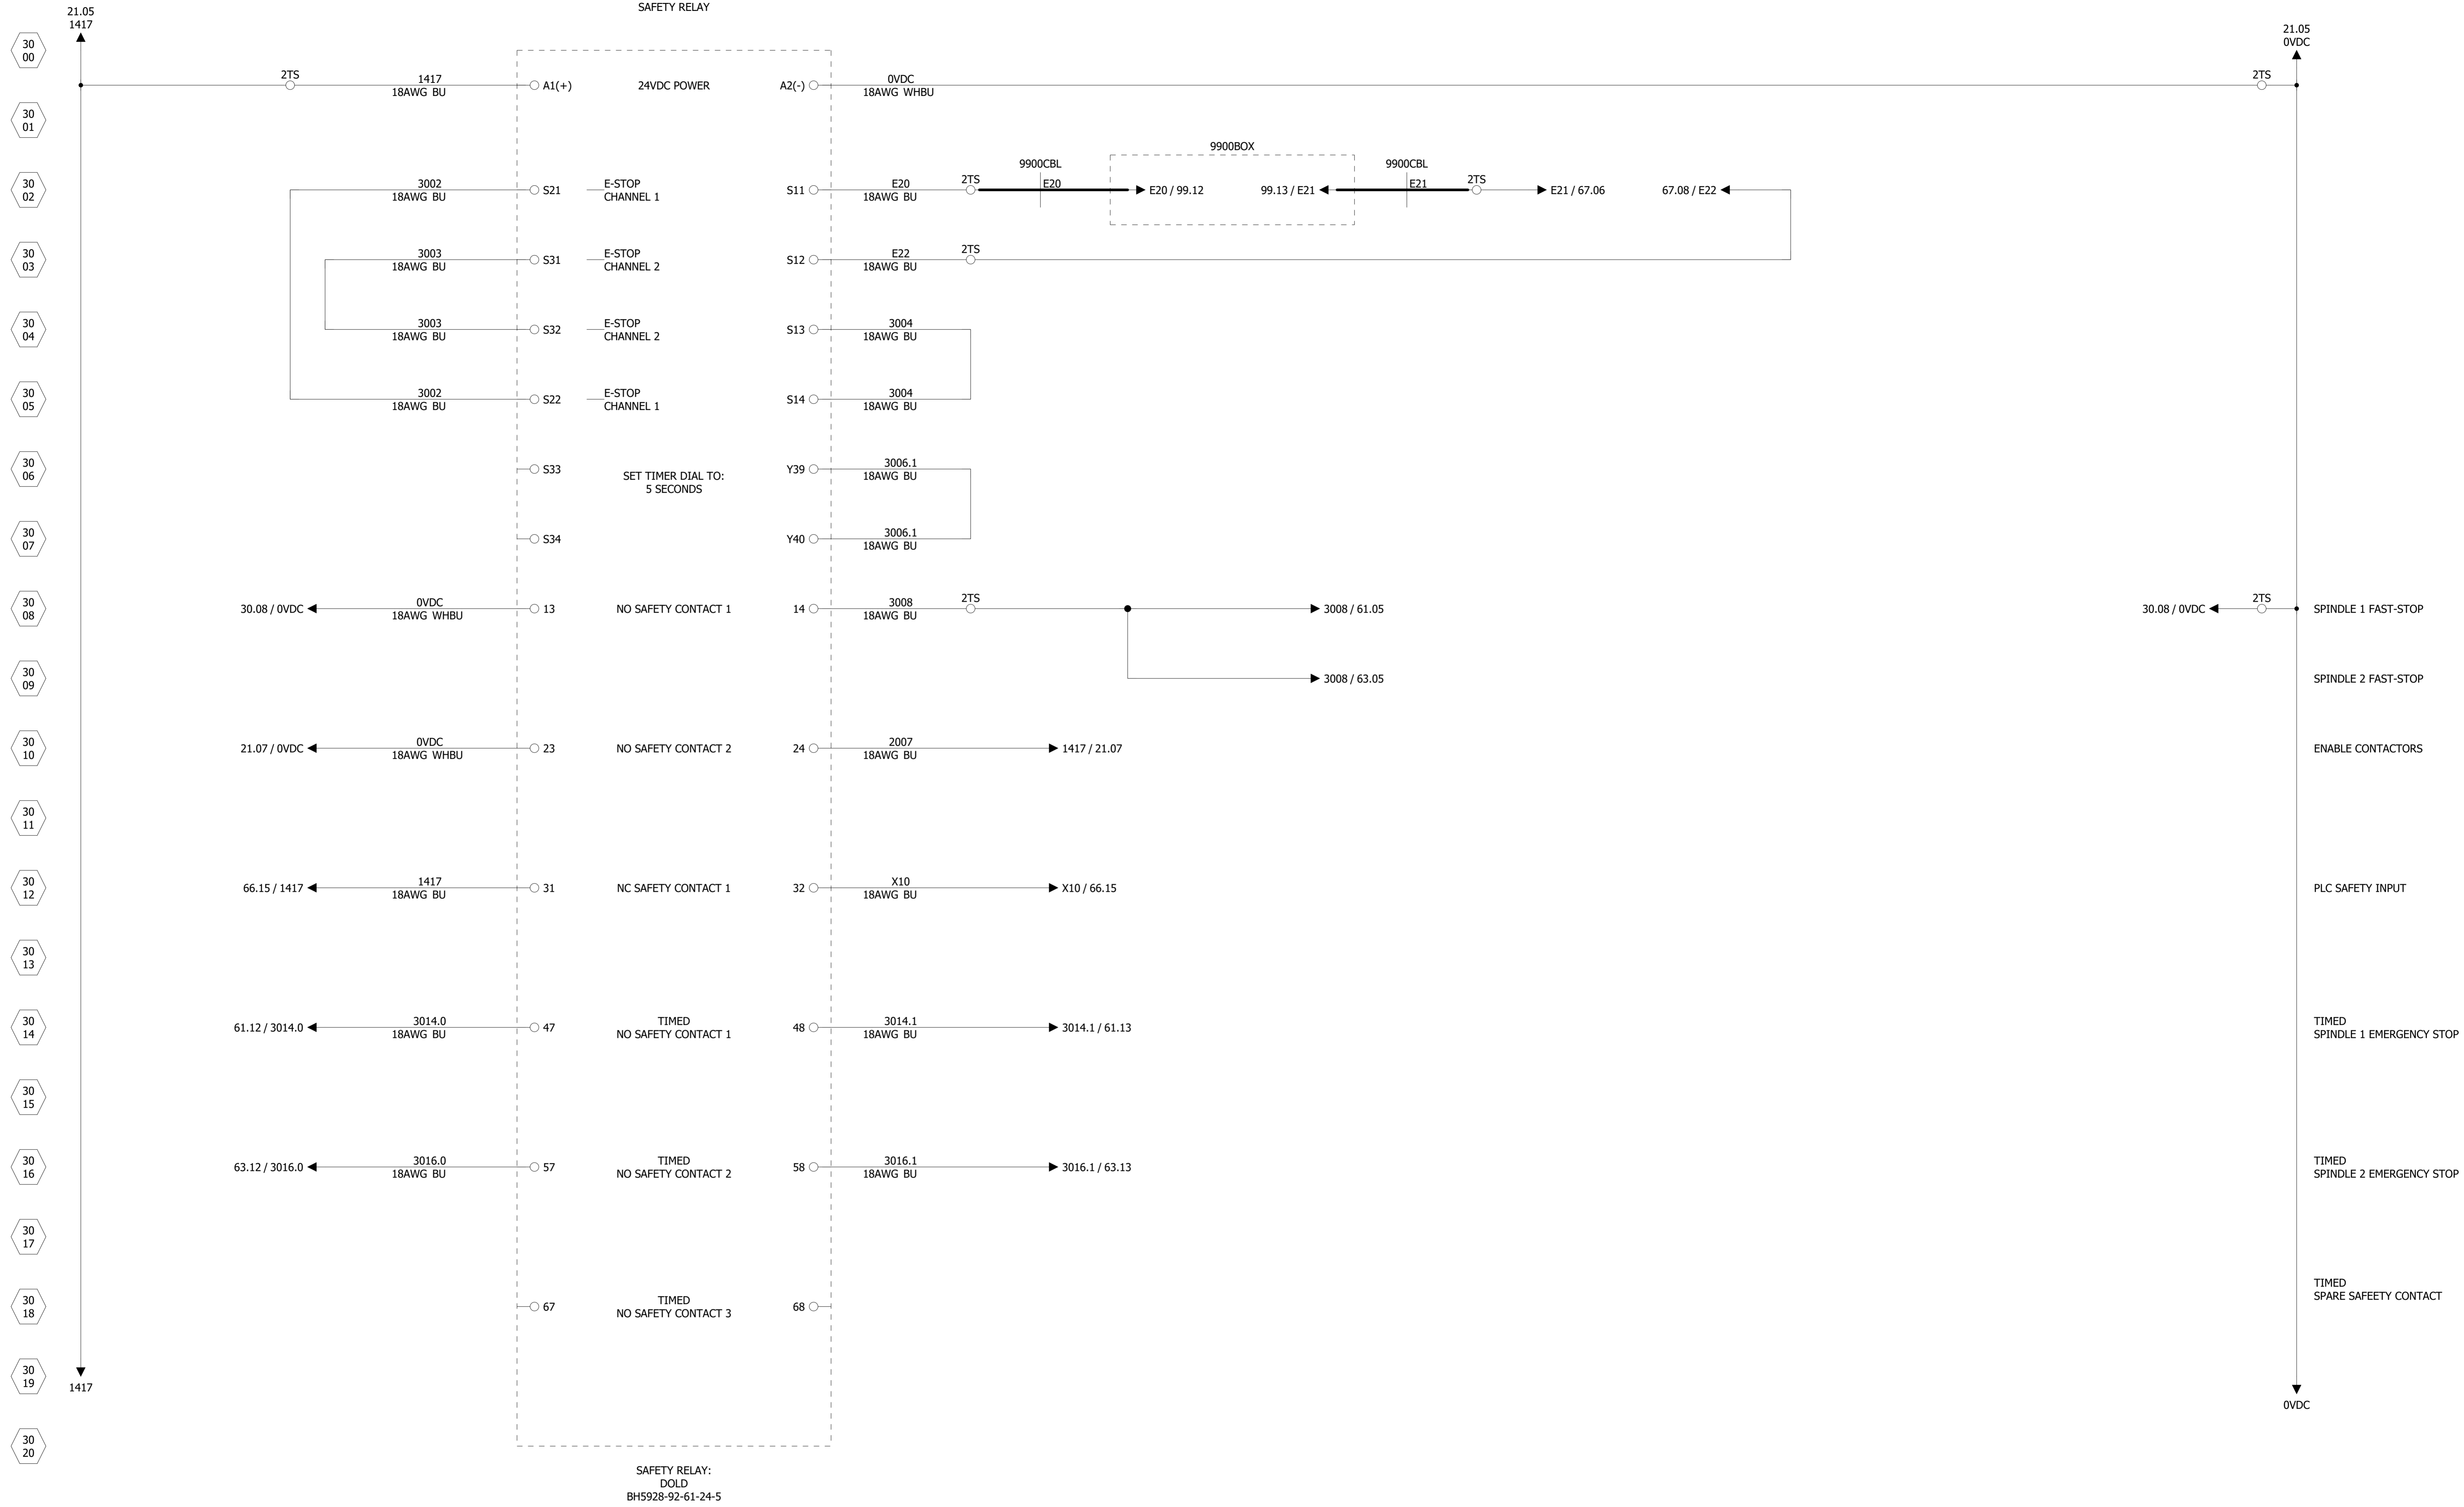 SAFETY RELAY
21.05
1417
21.05
0VDC
30
00
2TS
1417
18AWG BU
A1(+)
24VDC POWER
A2(-)
0VDC
18AWG WHBU
2TS
30
01
9900BOX
9900CBL
9900CBL
30
02
3002
18AWG BU
S21
E-STOP
CHANNEL 1
S11
E20
18AWG BU
2TS
E20
E20 / 99.12
99.13 / E21
E21
2TS
E21 / 67.06
67.08 / E22
30
03
3003
18AWG BU
S31
E-STOP
CHANNEL 2
S12
E22
18AWG BU
2TS
30
04
3003
18AWG BU
S32
E-STOP
CHANNEL 2
S13
3004
18AWG BU
30
05
3002
18AWG BU
S22
E-STOP
CHANNEL 1
S14
3004
18AWG BU
30
06
S33
SET TIMER DIAL TO:
5 SECONDS
Y39
3006.1
18AWG BU
30
07
S34
Y40
3006.1
18AWG BU
30
08
30.08 / 0VDC
0VDC
18AWG WHBU
13
NO SAFETY CONTACT 1
14
3008
18AWG BU
2TS
3008 / 61.05
30.08 / 0VDC
2TS
SPINDLE 1 FAST-STOP
30
09
3008 / 63.05
SPINDLE 2 FAST-STOP
30
10
21.07 / 0VDC
0VDC
18AWG WHBU
23
NO SAFETY CONTACT 2
24
2007
18AWG BU
1417 / 21.07
ENABLE CONTACTORS
30
11
30
12
66.15 / 1417
1417
18AWG BU
31
NC SAFETY CONTACT 1
32
X10
18AWG BU
X10 / 66.15
PLC SAFETY INPUT
30
13
30
14
61.12 / 3014.0
3014.0
18AWG BU
47
TIMED
NO SAFETY CONTACT 1
48
3014.1
18AWG BU
3014.1 / 61.13
TIMED
SPINDLE 1 EMERGENCY STOP
30
15
30
16
63.12 / 3016.0
3016.0
18AWG BU
57
TIMED
NO SAFETY CONTACT 2
58
3016.1
18AWG BU
3016.1 / 63.13
TIMED
SPINDLE 2 EMERGENCY STOP
30
17
30
18
67
TIMED
NO SAFETY CONTACT 3
68
TIMED
SPARE SAFEETY CONTACT
30
19
1417
0VDC
30
20
SAFETY RELAY:
DOLD
BH5928-92-61-24-5